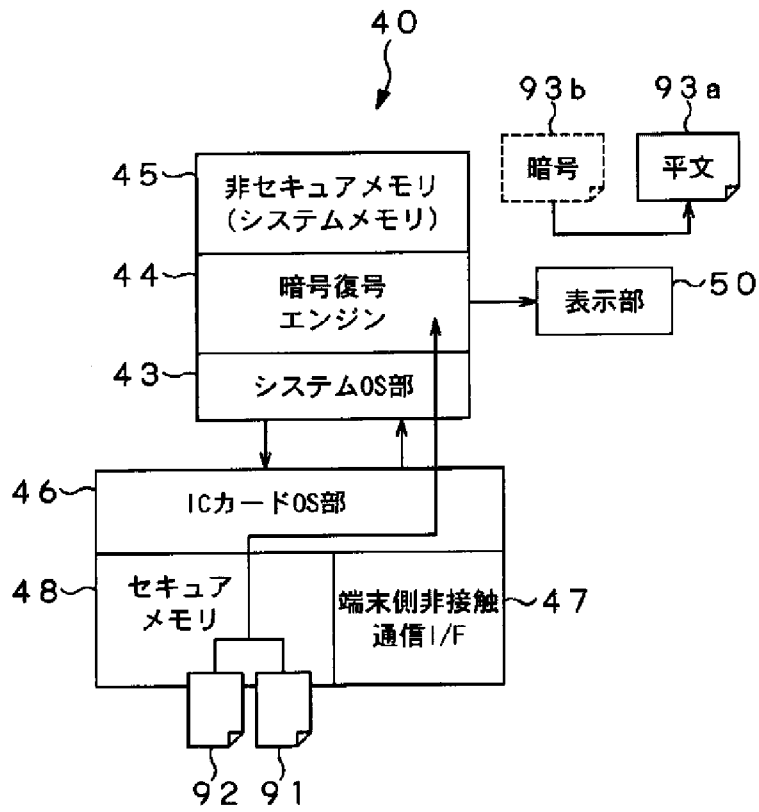 40
93b
93a
暗号
平文
45
非セキュアメモリ
(システムメモリ)
44
暗号復号
エンジン
表示部
50
43
システムOS部
46
ICカードOS部
48
セキュア
メモリ
端末側非接触
通信I/F
47
92
91